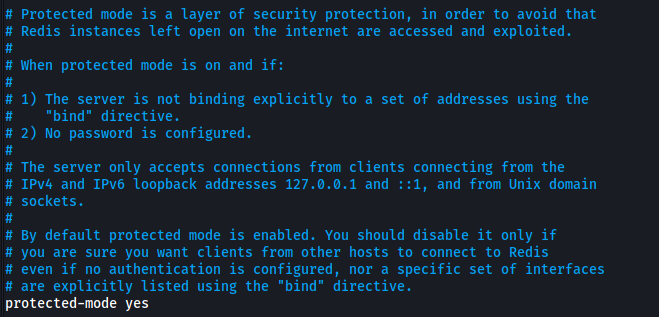 # Protected mode is a layer of security protection, in order to avoid that
# Redis instances left open on the internet are accessed and exploited.
#
# When protected mode is on and if:
#
# 1) The server is not binding explicitly to a set of addresses using the
#    "bind" directive.
# 2) No password is configured.
#
# The server only accepts connections from clients connecting from the
# IPv4 and IPv6 loopback addresses 127.0.0.1 and ::1, and from Unix domain
# sockets.
#
# By default protected mode is enabled. You should disable it only if
# you are sure you want clients from other hosts to connect to Redis
# even if no authentication is configured, nor a specific set of interfaces
# are explicitly listed using the "bind" directive.
protected-mode yes